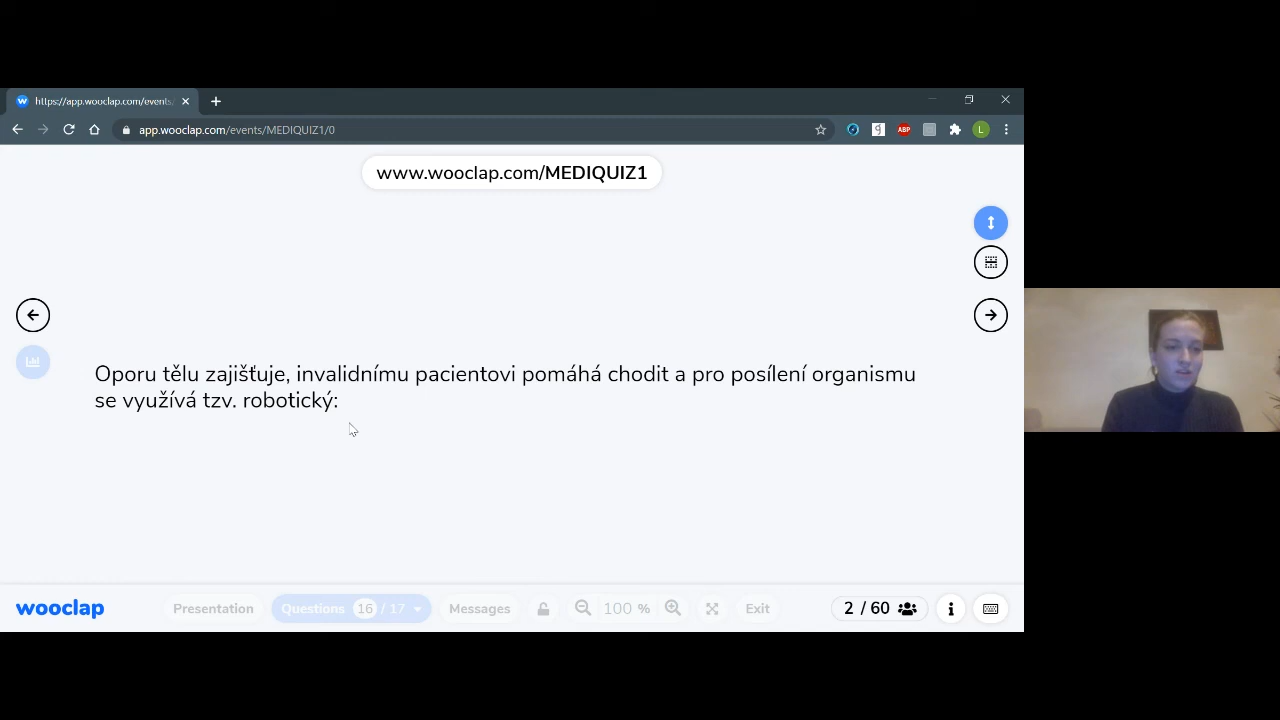 https://app.wooclap.com/events/
app.wooclap.com/events/MEDIQUIZ1/0
ABP
L
www.wooclap.com/MEDIQUIZ1
Oporu tělu zajišťuje, invalidnímu pacientovi pomáhá chodit a pro posílení organismu
se využívá tzv. robotický:
wooclap
Presentation
Questions 16 / 17
Messages
100 %
Exit
2 / 60